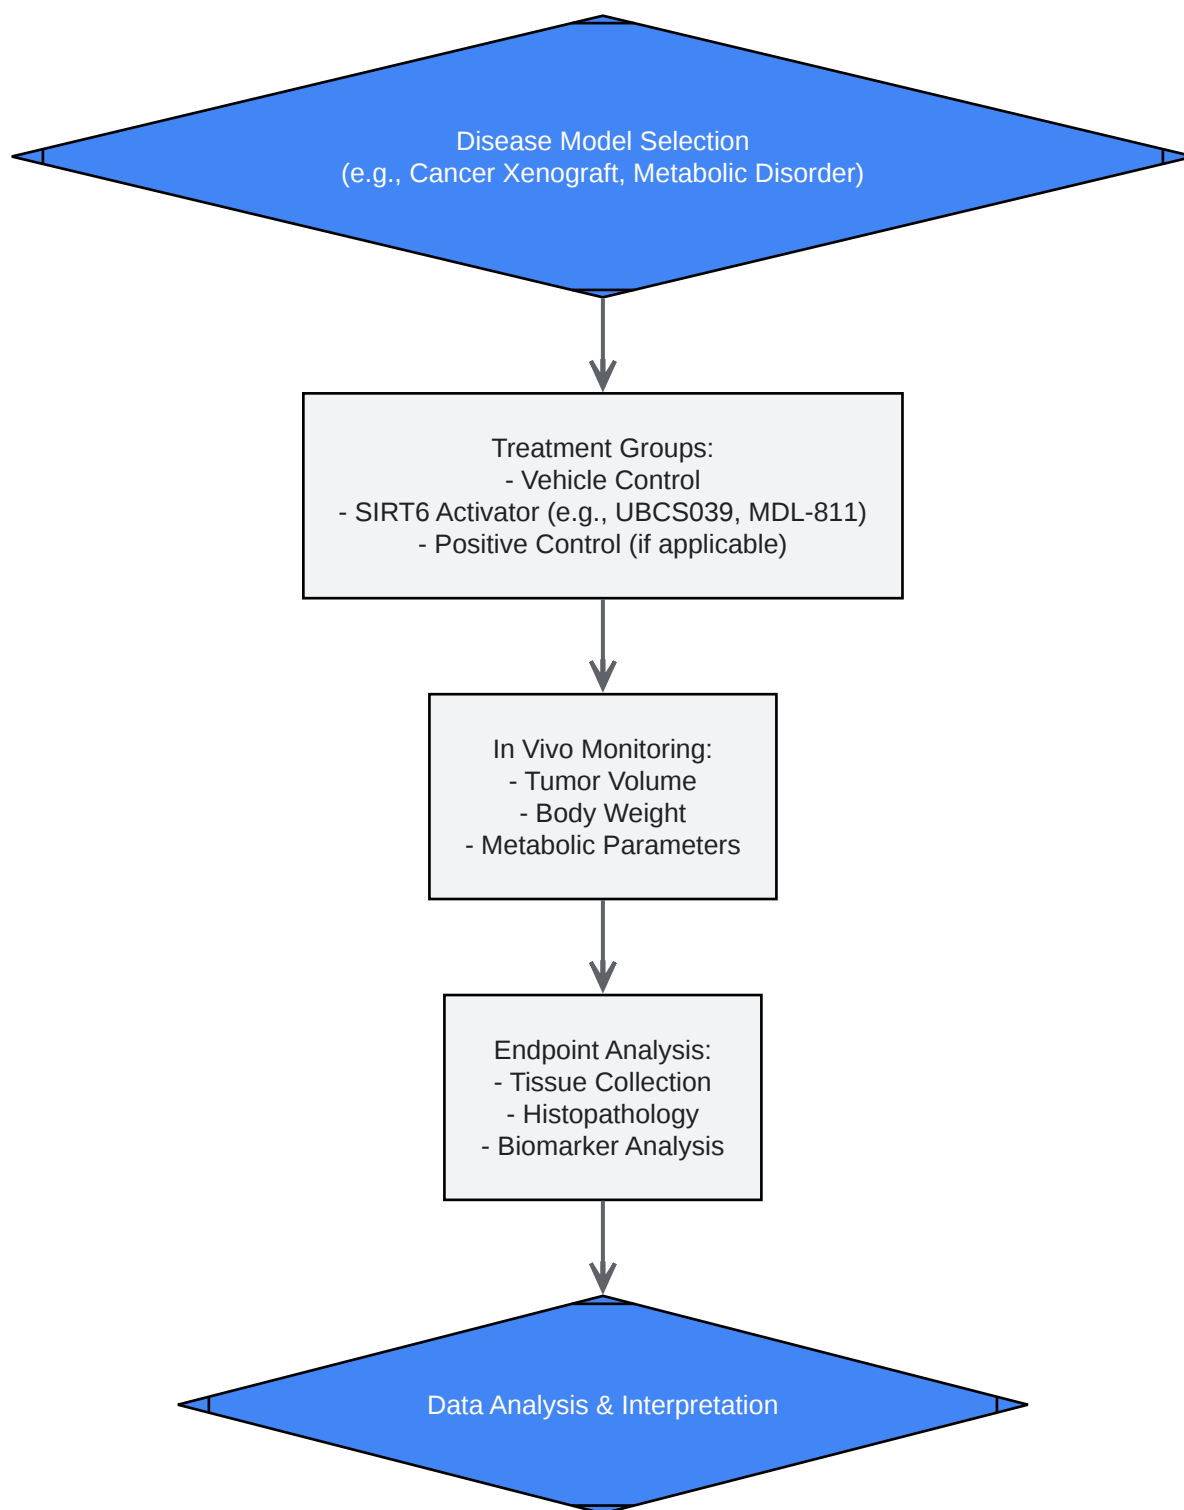 Disease Model Selection
(e.g., Cancer Xenograft, Metabolic Disorder)
Treatment Groups:
- Vehicle Control
- SIRT6 Activator (e.g., UBCS039, MDL-811)
- Positive Control (if applicable)
In Vivo Monitoring:
- Tumor Volume
- Body Weight
- Metabolic Parameters
Endpoint Analysis:
- Tissue Collection
- Histopathology
- Biomarker Analysis
Data Analysis & Interpretation